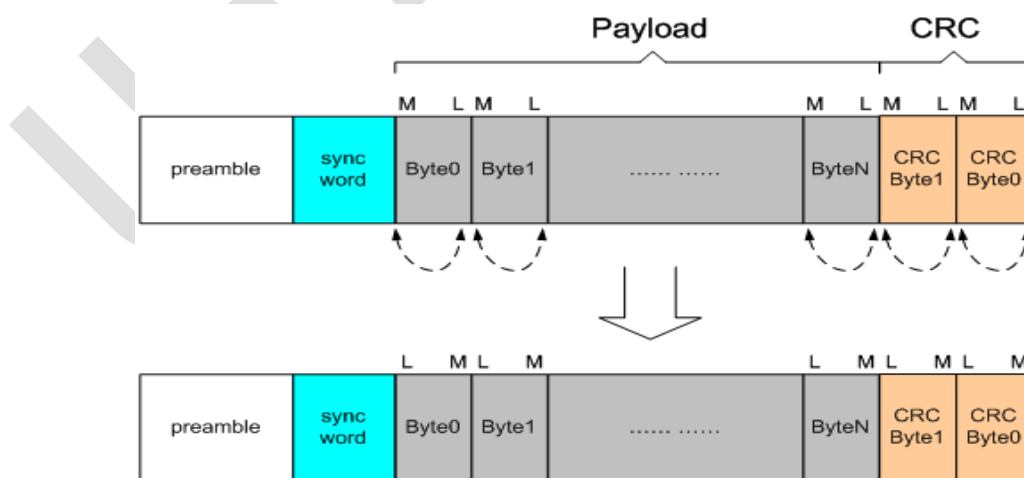 Payload CRC
M L M L M L M L M L
preamble sync word Byte0 Byte1 ...... ...... ByteN CRC Byte1 CRC Byte0
L M L M L M L M L M
preamble sync word Byte0 Byte1 ...... ...... ByteN CRC Byte1 CRC Byte0